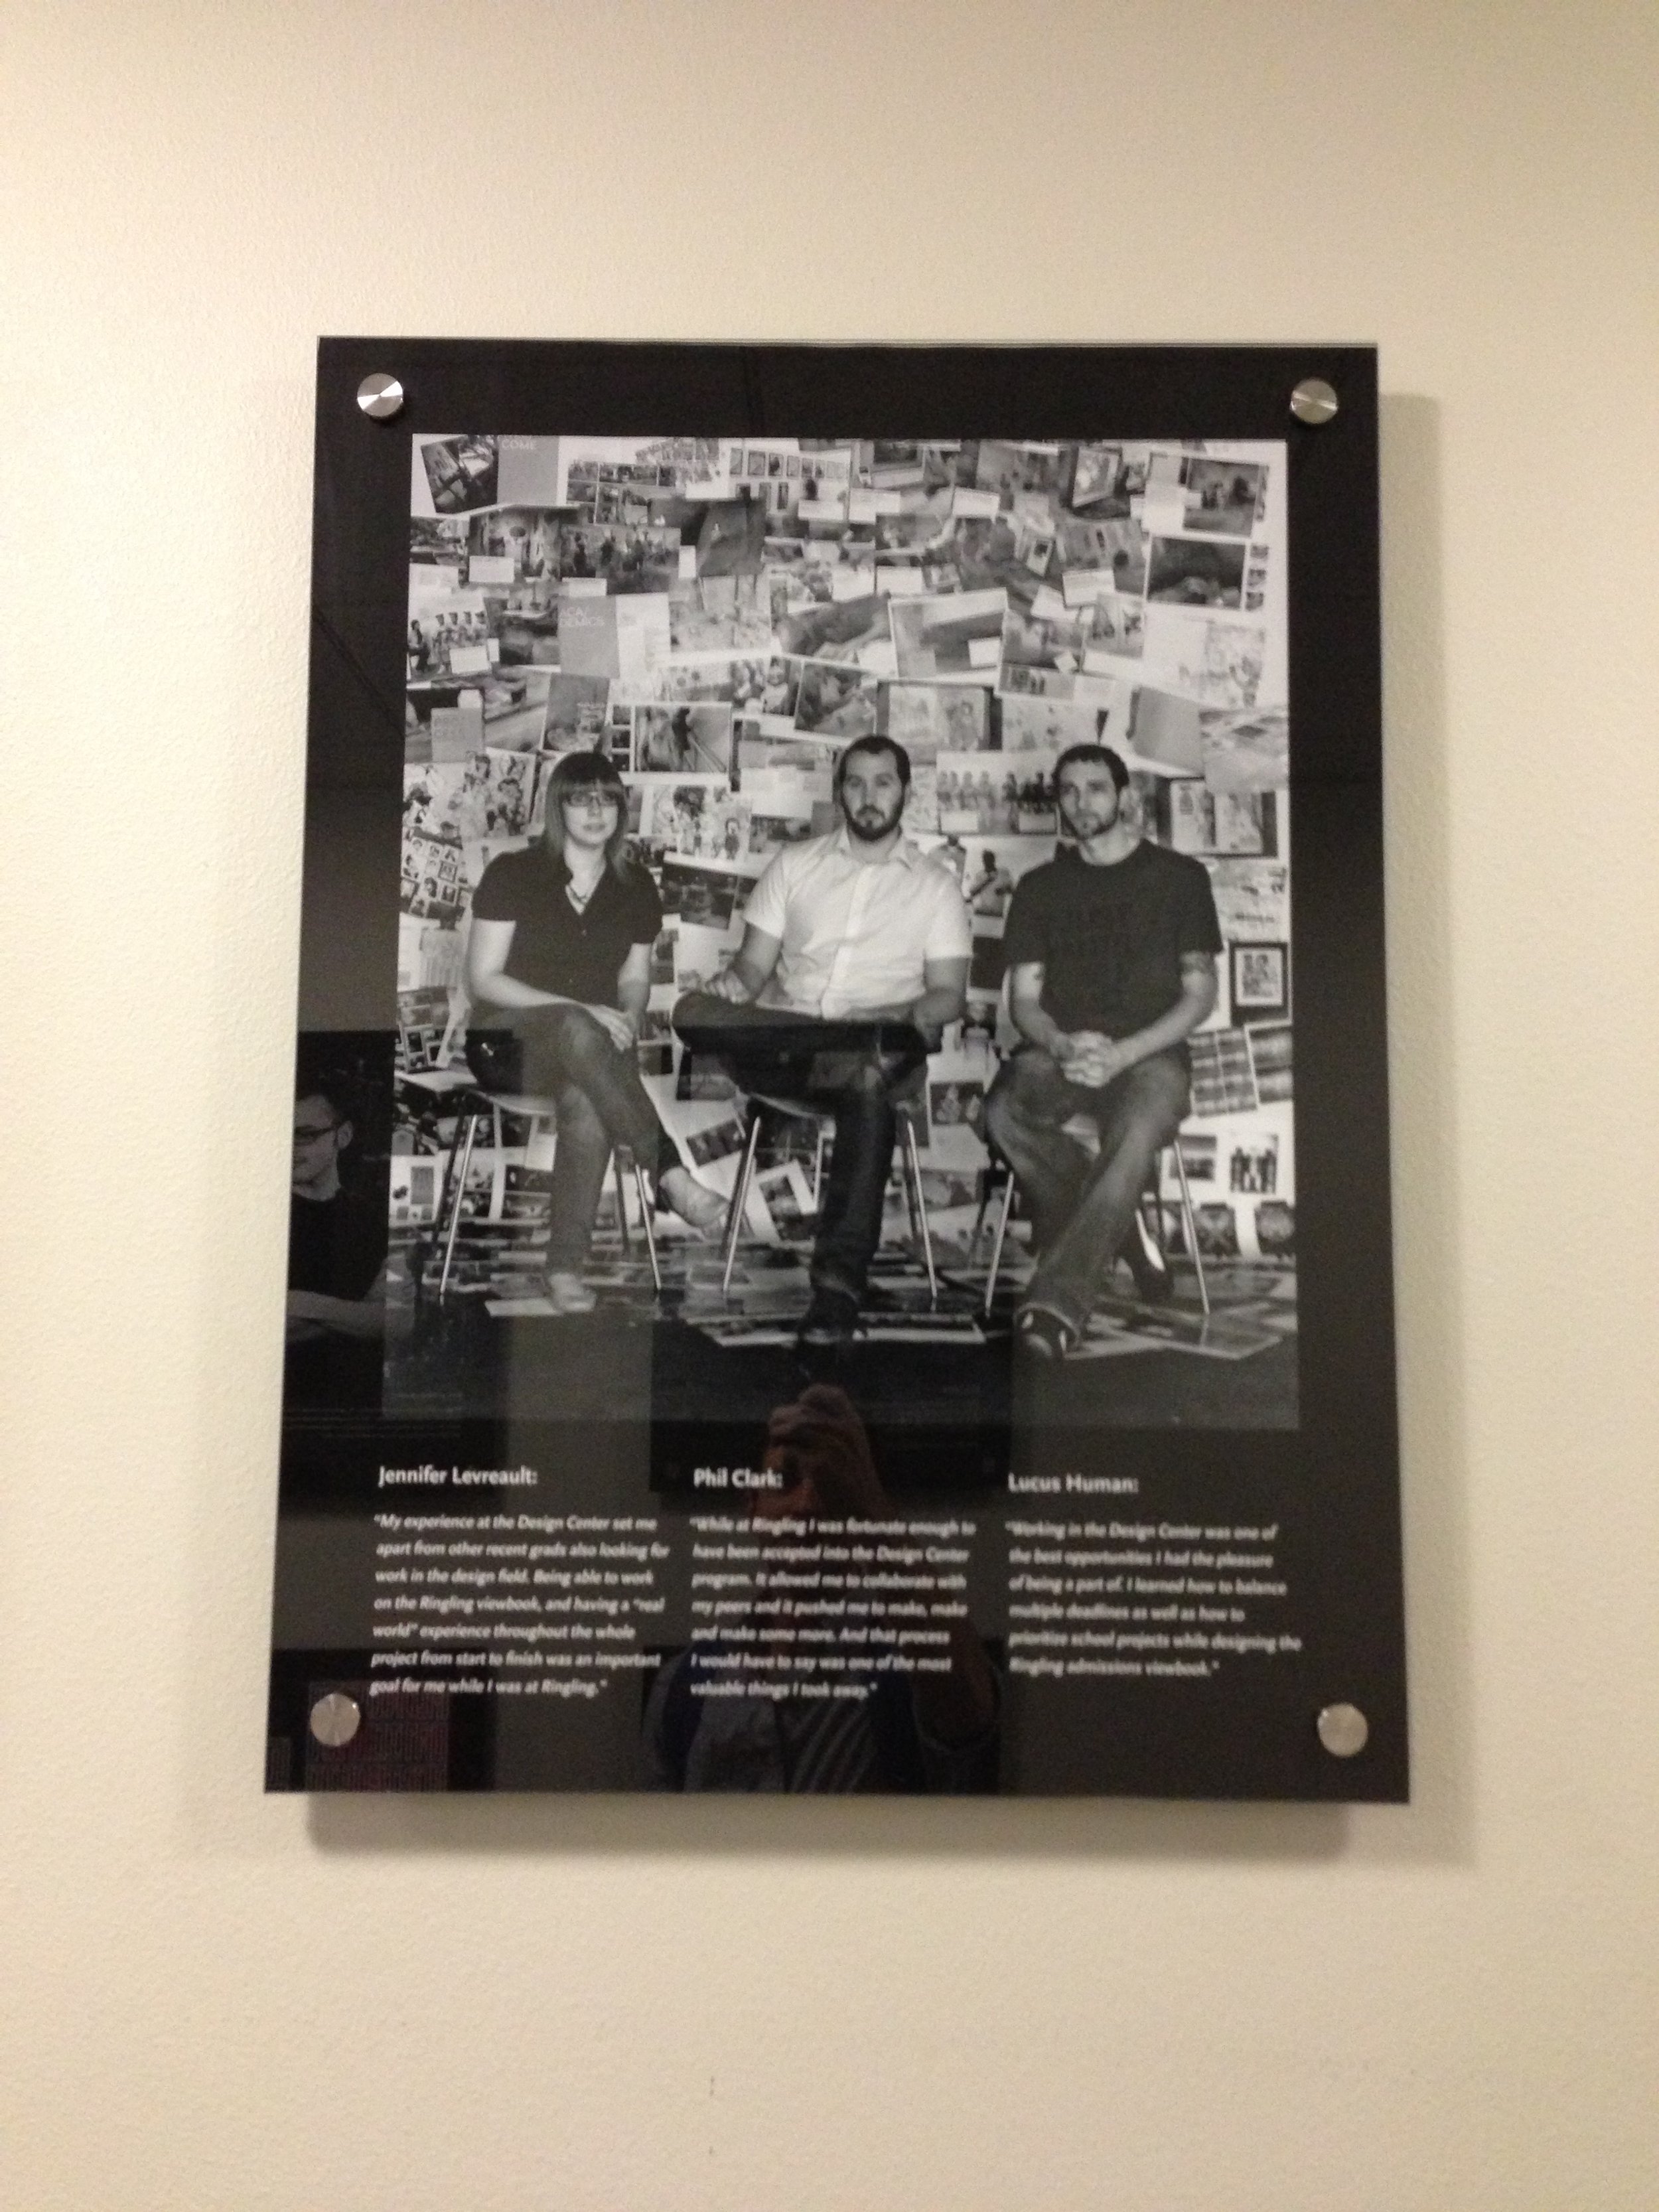 COME
ACA/
DEMICS
Jennifer Levreault:
"My experience at the Design Center set me
apart from other recent grads also looking for
work in the design field. Being able to work
on the Ringling viewbook, and having a "real
world" experience throughout the whole
project from start to finish was an important
goal for me while I was at Ringling."
Phil Clark:
"While at Ringling I was fortunate enough to
have been accepted into the Design Center
program. It allowed me to collaborate with
my peers and it pushed me to make, make
and make some more. And that process
I would have to say was one of the most
valuable things I took away."
Lucus Human:
"Working in the Design Center was one of
the best opportunities I had the pleasure
of being a part of. I learned how to balance
multiple deadlines as well as how to
prioritize school projects while designing the
Ringling admissions viewbook."